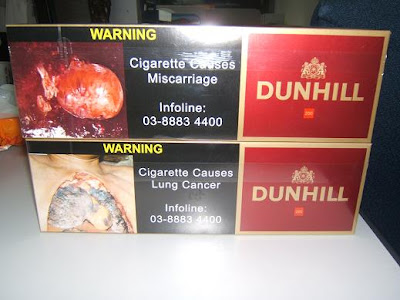 WARNING
Cigarette Causes
Miscarriage
Infoline:
03-8883 4400
DUNHILL
WARNING
Cigarette Causes
Lung Cancer
Infoline:
03-8883 4400
DUNHILL